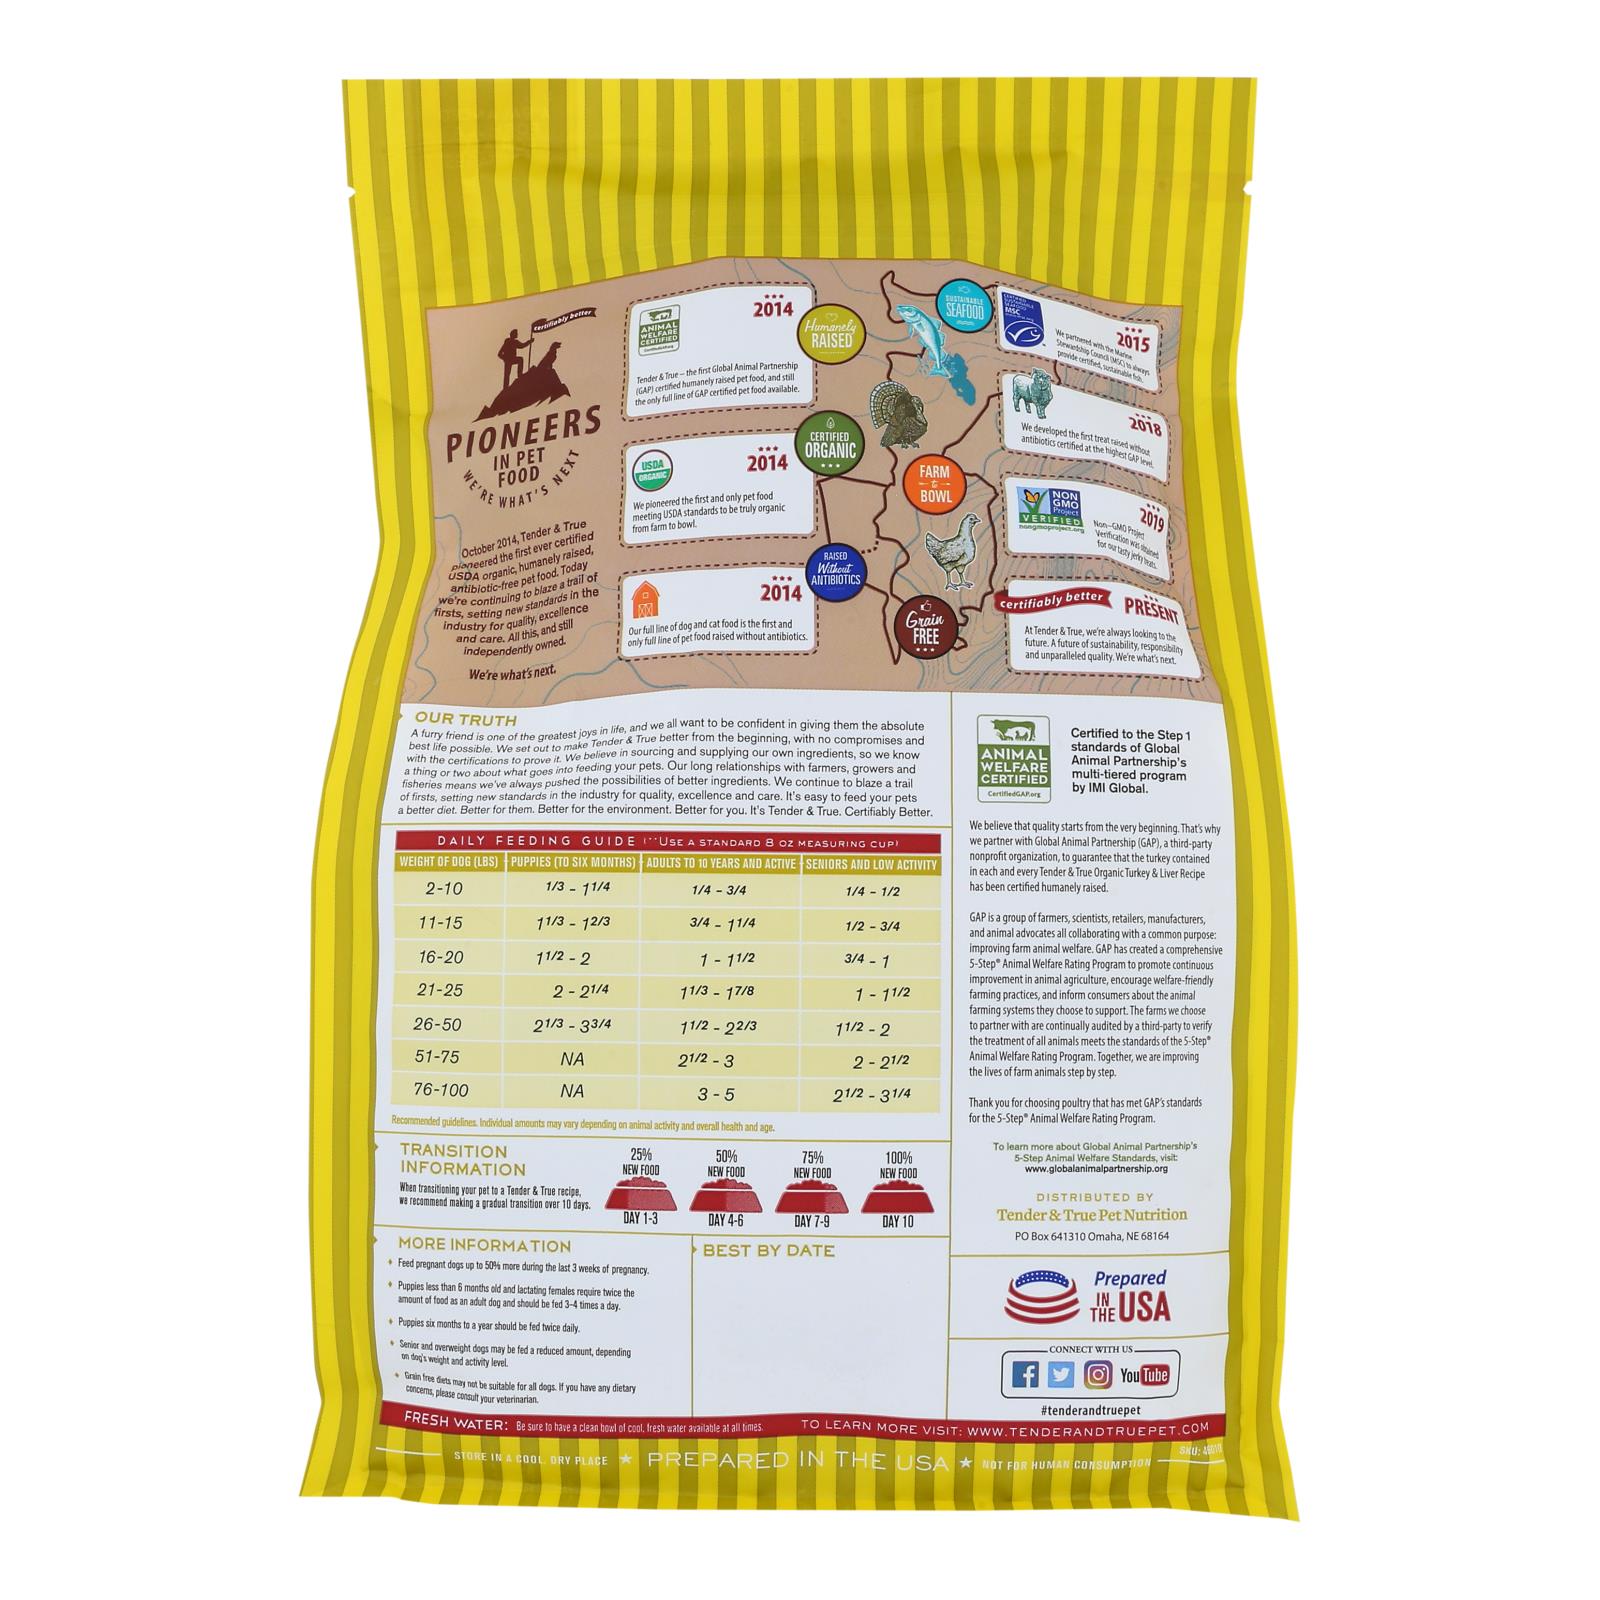 certifiably better
PIONEERS
IN PET
FOOD
WE'RE WHAT'S NEXT
October 2014, Tender & True
pioneered the first ever certified
USDA organic, humanely raised,
antibiotic-free pet food. Today
we're continuing to blaze a trail of
firsts, setting new standards in the
industry for quality, excellence
and care. All this, and still
independently owned.
We're what's next.
ANIMAL
WELFARE
CERTIFIED
CertifiedGAP.org
2014
Tender & True – the first Global Animal Partnership
(GAP) certified humanely raised pet food, and still
the only full line of GAP certified pet food available.
Humanely
RAISED
USDA
ORGANIC
2014
We pioneered the first and only pet food
meeting USDA standards to be truly organic
from farm to bowl.
CERTIFIED
ORGANIC
2014
Our full line of dog and cat food is the first and
only full line of pet food raised without antibiotics.
RAISED
Without
ANTIBIOTICS
SUSTAINABLE
SEAFOOD
FARM
to
BOWL
Grain
FREE
CERTIFIED
SUSTAINABLE
SEAFOOD
MSC
2015
We partnered with the Marine
Stewardship Council (MSC) to always
provide certified, sustainable fish.
2018
We developed the first treat raised without
antibiotics certified at the highest GAP level.
NON
GMO
Project
VERIFIED
nongmoproject.org
2019
Non–GMO Project
Verification was obtained
for our tasty jerky treats.
certifiably better
PRESENT
At Tender & True, we're always looking to the
future. A future of sustainability, responsibility
and unparalleled quality. We're what's next.
OUR TRUTH
A furry friend is one of the greatest joys in life, and we all want to be confident in giving them the absolute
best life possible. We set out to make Tender & True better from the beginning, with no compromises and
with the certifications to prove it. We believe in sourcing and supplying our own ingredients, so we know
a thing or two about what goes into feeding your pets. Our long relationships with farmers, growers and
fisheries means we've always pushed the possibilities of better ingredients. We continue to blaze a trail
of firsts, setting new standards in the industry for quality, excellence and care. It's easy to feed your pets
a better diet. Better for them. Better for the environment. Better for you. It's Tender & True. Certifiably Better.
DAILY FEEDING GUIDE (**USE A STANDARD 8 OZ MEASURING CUP)
WEIGHT OF DOG (LBS) PUPPIES (TO SIX MONTHS) ADULTS TO 10 YEARS AND ACTIVE SENIORS AND LOW ACTIVITY
2-10 1/3 - 1 1/4 1/4 - 3/4 1/4 - 1/2
11-15 1 1/3 - 1 2/3 3/4 - 1 1/4 1/2 - 3/4
16-20 1 1/2 - 2 1 - 1 1/2 3/4 - 1
21-25 2 - 2 1/4 1 1/3 - 1 7/8 1 - 1 1/2
26-50 2 1/3 - 3 3/4 1 1/2 - 2 2/3 1 1/2 - 2
51-75 NA 2 1/2 - 3 2 - 2 1/2
76-100 NA 3 - 5 2 1/2 - 3 1/4
Recommended guidelines. Individual amounts may vary depending on animal activity and overall health and age.
TRANSITION
INFORMATION
When transitioning your pet to a Tender & True recipe,
we recommend making a gradual transition over 10 days.
25% 50% 75% 100%
NEW FOOD NEW FOOD NEW FOOD NEW FOOD
DAY 1-3 DAY 4-6 DAY 7-9 DAY 10
MORE INFORMATION
Feed pregnant dogs up to 50% more during the last 3 weeks of pregnancy.
Puppies less than 6 months old and lactating females require twice the
amount of food as an adult dog and should be fed 3-4 times a day.
Puppies six months to a year should be fed twice daily.
Senior and overweight dogs may be fed a reduced amount, depending
on dog's weight and activity level.
Grain free diets may not be suitable for all dogs. If you have any dietary
concerns, please consult your veterinarian.
BEST BY DATE
ANIMAL
WELFARE
CERTIFIED
CertifiedGAP.org
Certified to the Step 1
standards of Global
Animal Partnership's
multi-tiered program
by IMI Global.
We believe that quality starts from the very beginning. That's why
we partner with Global Animal Partnership (GAP), a third-party
nonprofit organization, to guarantee that the turkey contained
in each and every Tender & True Organic Turkey & Liver Recipe
has been certified humanely raised.
GAP is a group of farmers, scientists, retailers, manufacturers,
and animal advocates all collaborating with a common purpose:
improving farm animal welfare. GAP has created a comprehensive
5-Step® Animal Welfare Rating Program to promote continuous
improvement in animal agriculture, encourage welfare-friendly
farming practices, and inform consumers about the animal
farming systems they choose to support. The farms we choose
to partner with are continually audited by a third-party to verify
the treatment of all animals meets the standards of the 5-Step®
Animal Welfare Rating Program. Together, we are improving
the lives of farm animals step by step.
Thank you for choosing poultry that has met GAP's standards
for the 5-Step® Animal Welfare Rating Program.
To learn more about Global Animal Partnership's
5-Step Animal Welfare Standards, visit:
www.globalanimalpartnership.org
DISTRIBUTED BY
Tender & True Pet Nutrition
PO Box 641310 Omaha, NE 68164
Prepared
IN THE USA
CONNECT WITH US
YouTube
#tenderandtruepet
FRESH WATER: Be sure to have a clean bowl of cool, fresh water available at all times.
TO LEARN MORE VISIT: WWW.TENDERANDTRUEPET.COM
STORE IN A COOL, DRY PLACE ★ PREPARED IN THE USA ★ NOT FOR HUMAN CONSUMPTION
SKU: